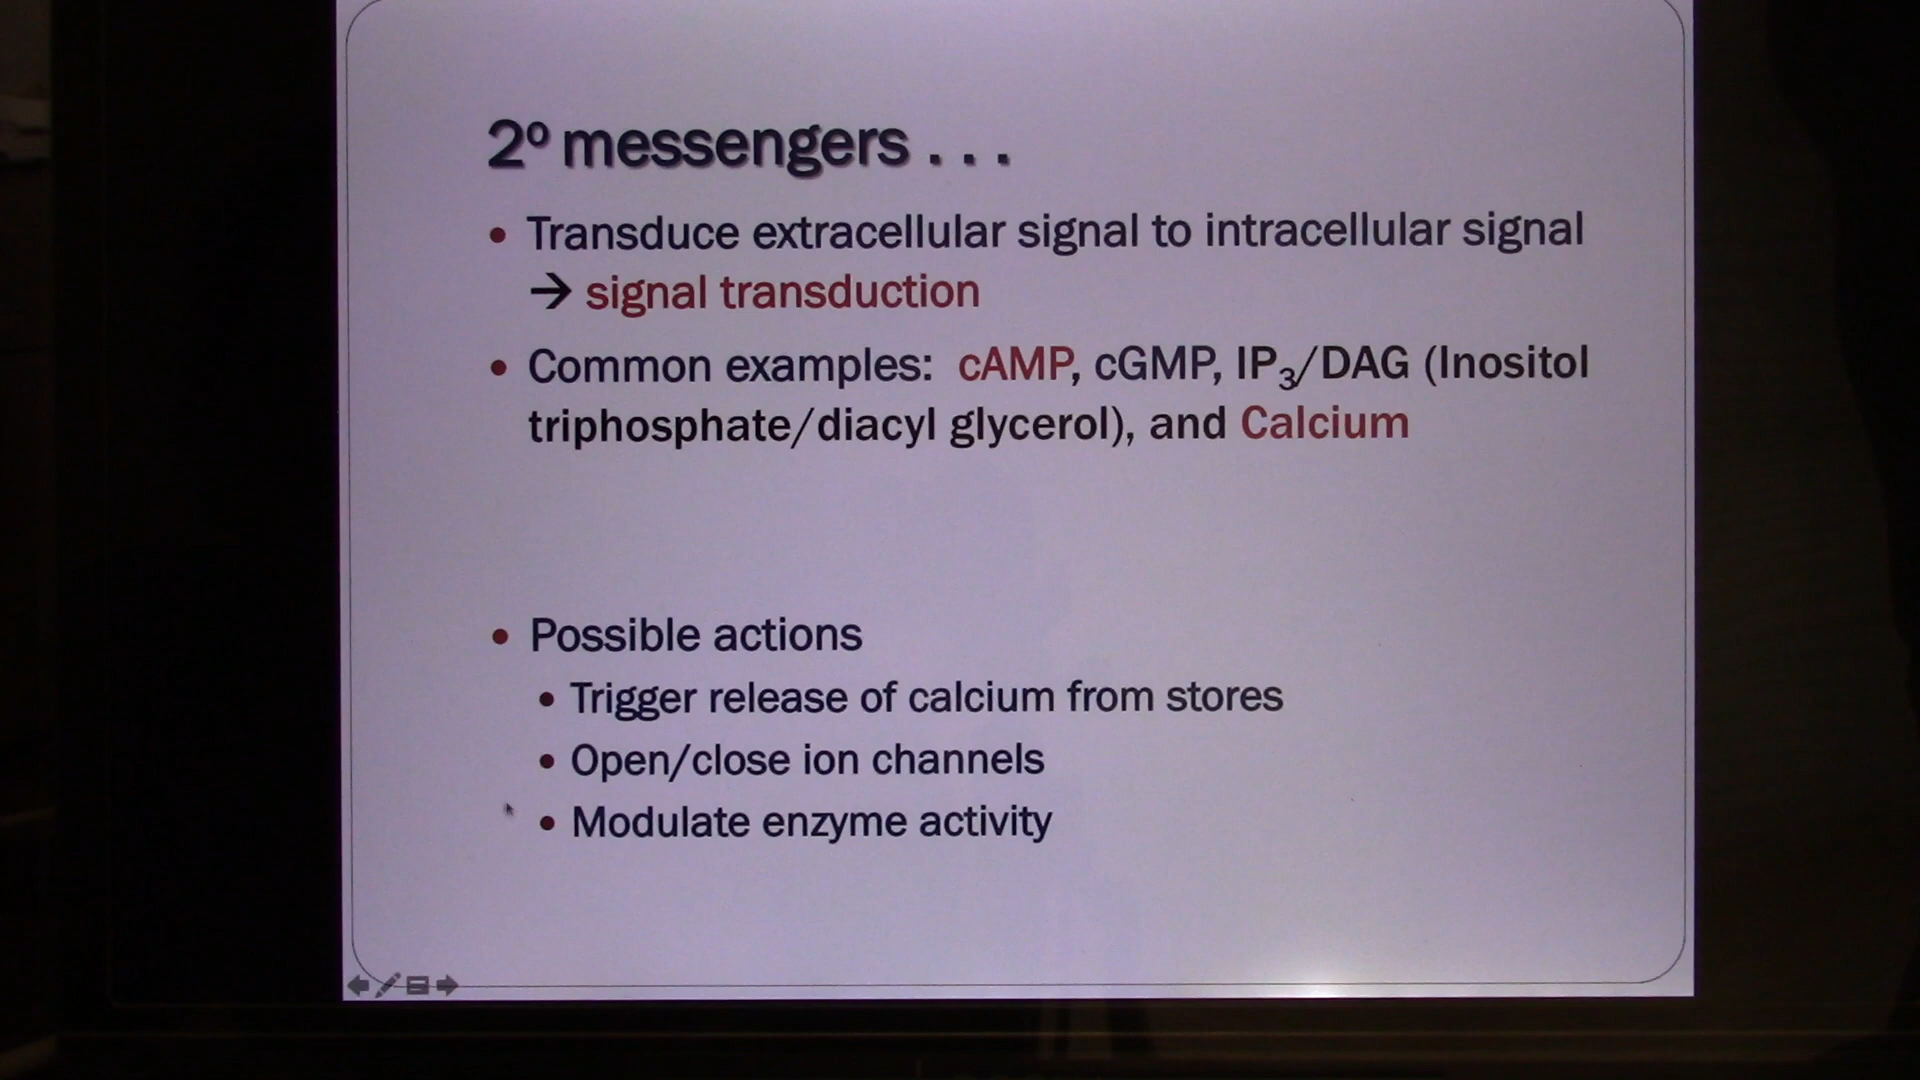 2º messengers . . .
• Transduce extracellular signal to intracellular signal
→ signal transduction
• Common examples: cAMP, cGMP, IP₃/DAG (Inositol
triphosphate/diacyl glycerol), and Calcium
• Possible actions
• Trigger release of calcium from stores
• Open/close ion channels
• Modulate enzyme activity